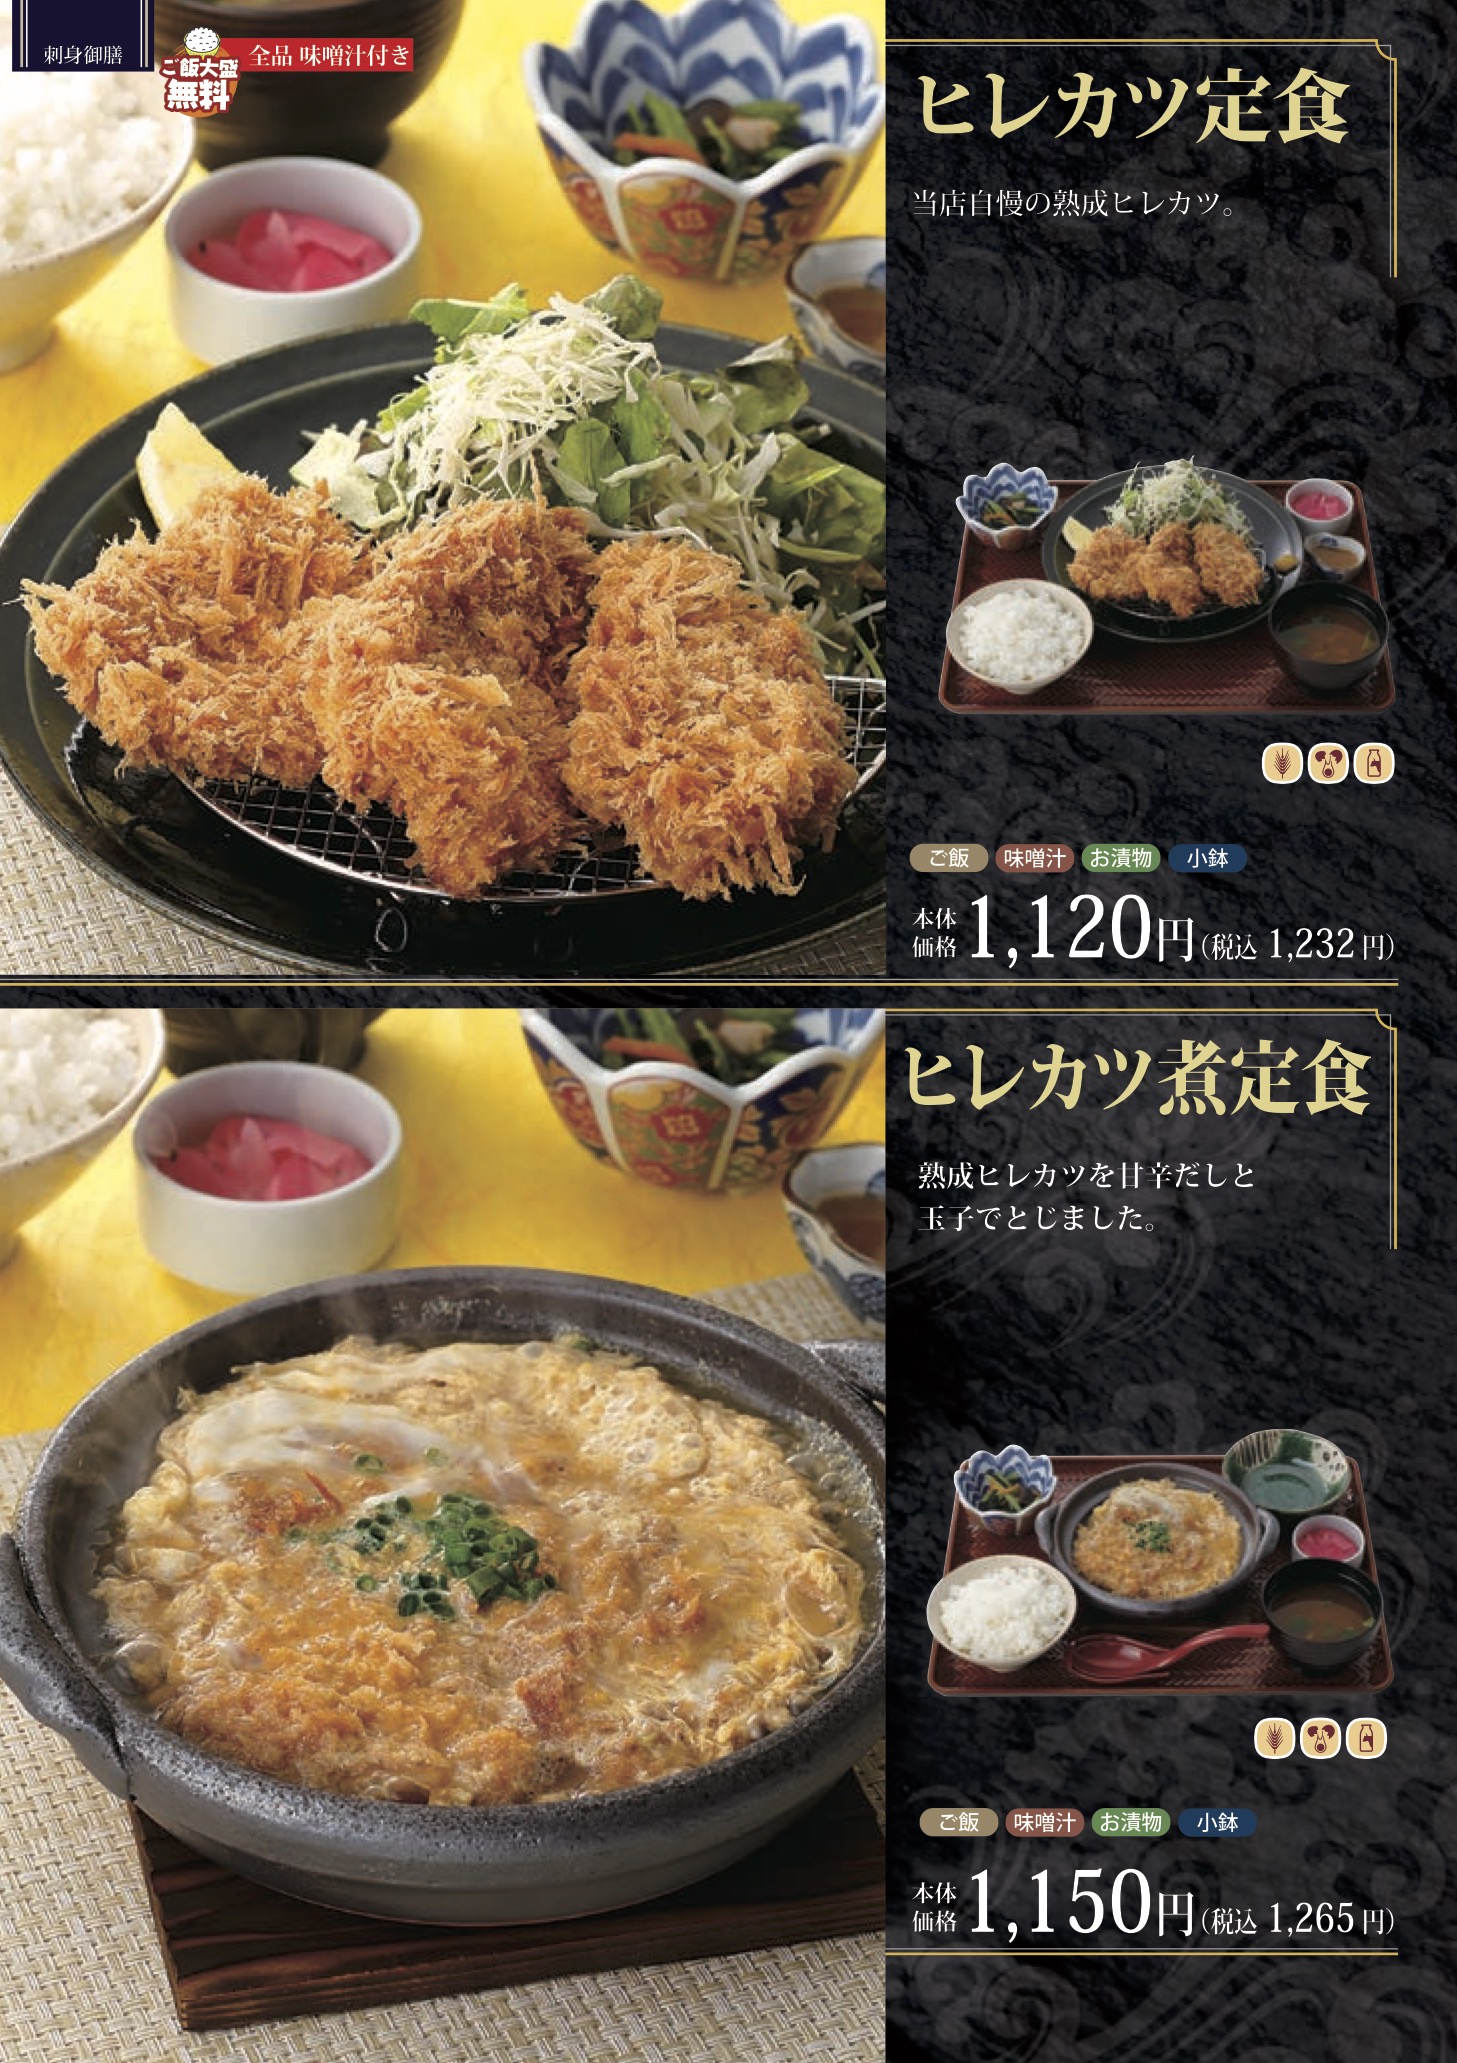 刺身御膳
ご飯大盛
無料
全品 味噌汁付き
ヒレカツ定食
当店自慢の熟成ヒレカツ。
ご飯 味噌汁 お漬物 小鉢
本体価格 1,120円(税込 1,232円)
ヒレカツ煮定食
熟成ヒレカツを甘辛だしと
玉子でとじました。
ご飯 味噌汁 お漬物 小鉢
本体価格 1,150円(税込 1,265円)